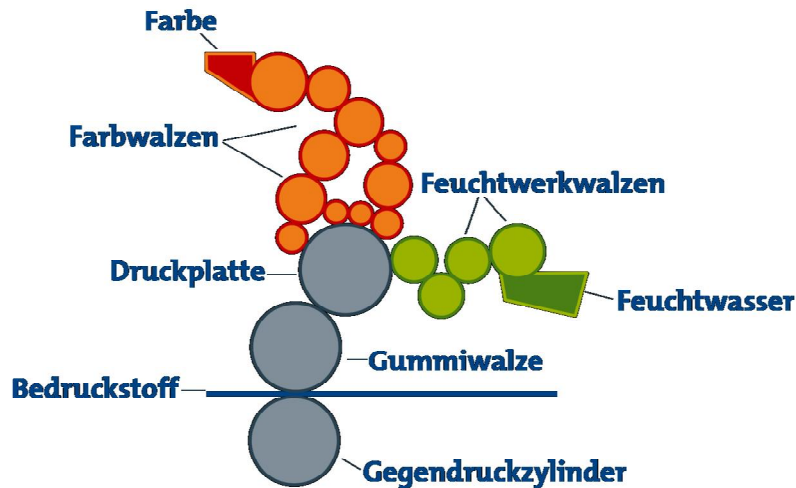 Farbe
Farbwalzen
Feuchtwerkwalzen
Druckplatte
Feuchtwasser
Gummiwalze
Bedruckstoff
Gegendruckzylinder